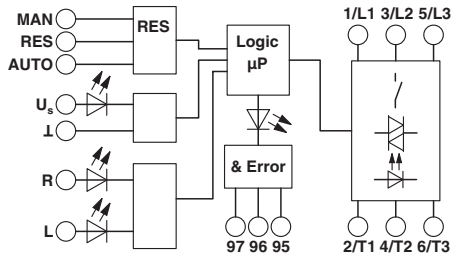 MAN
RES
AUTO
RES
Us
⊥
R
L
Logic
µP
& Error
97 96 95
1/L1 3/L2 5/L3
2/T1 4/T2 6/T3